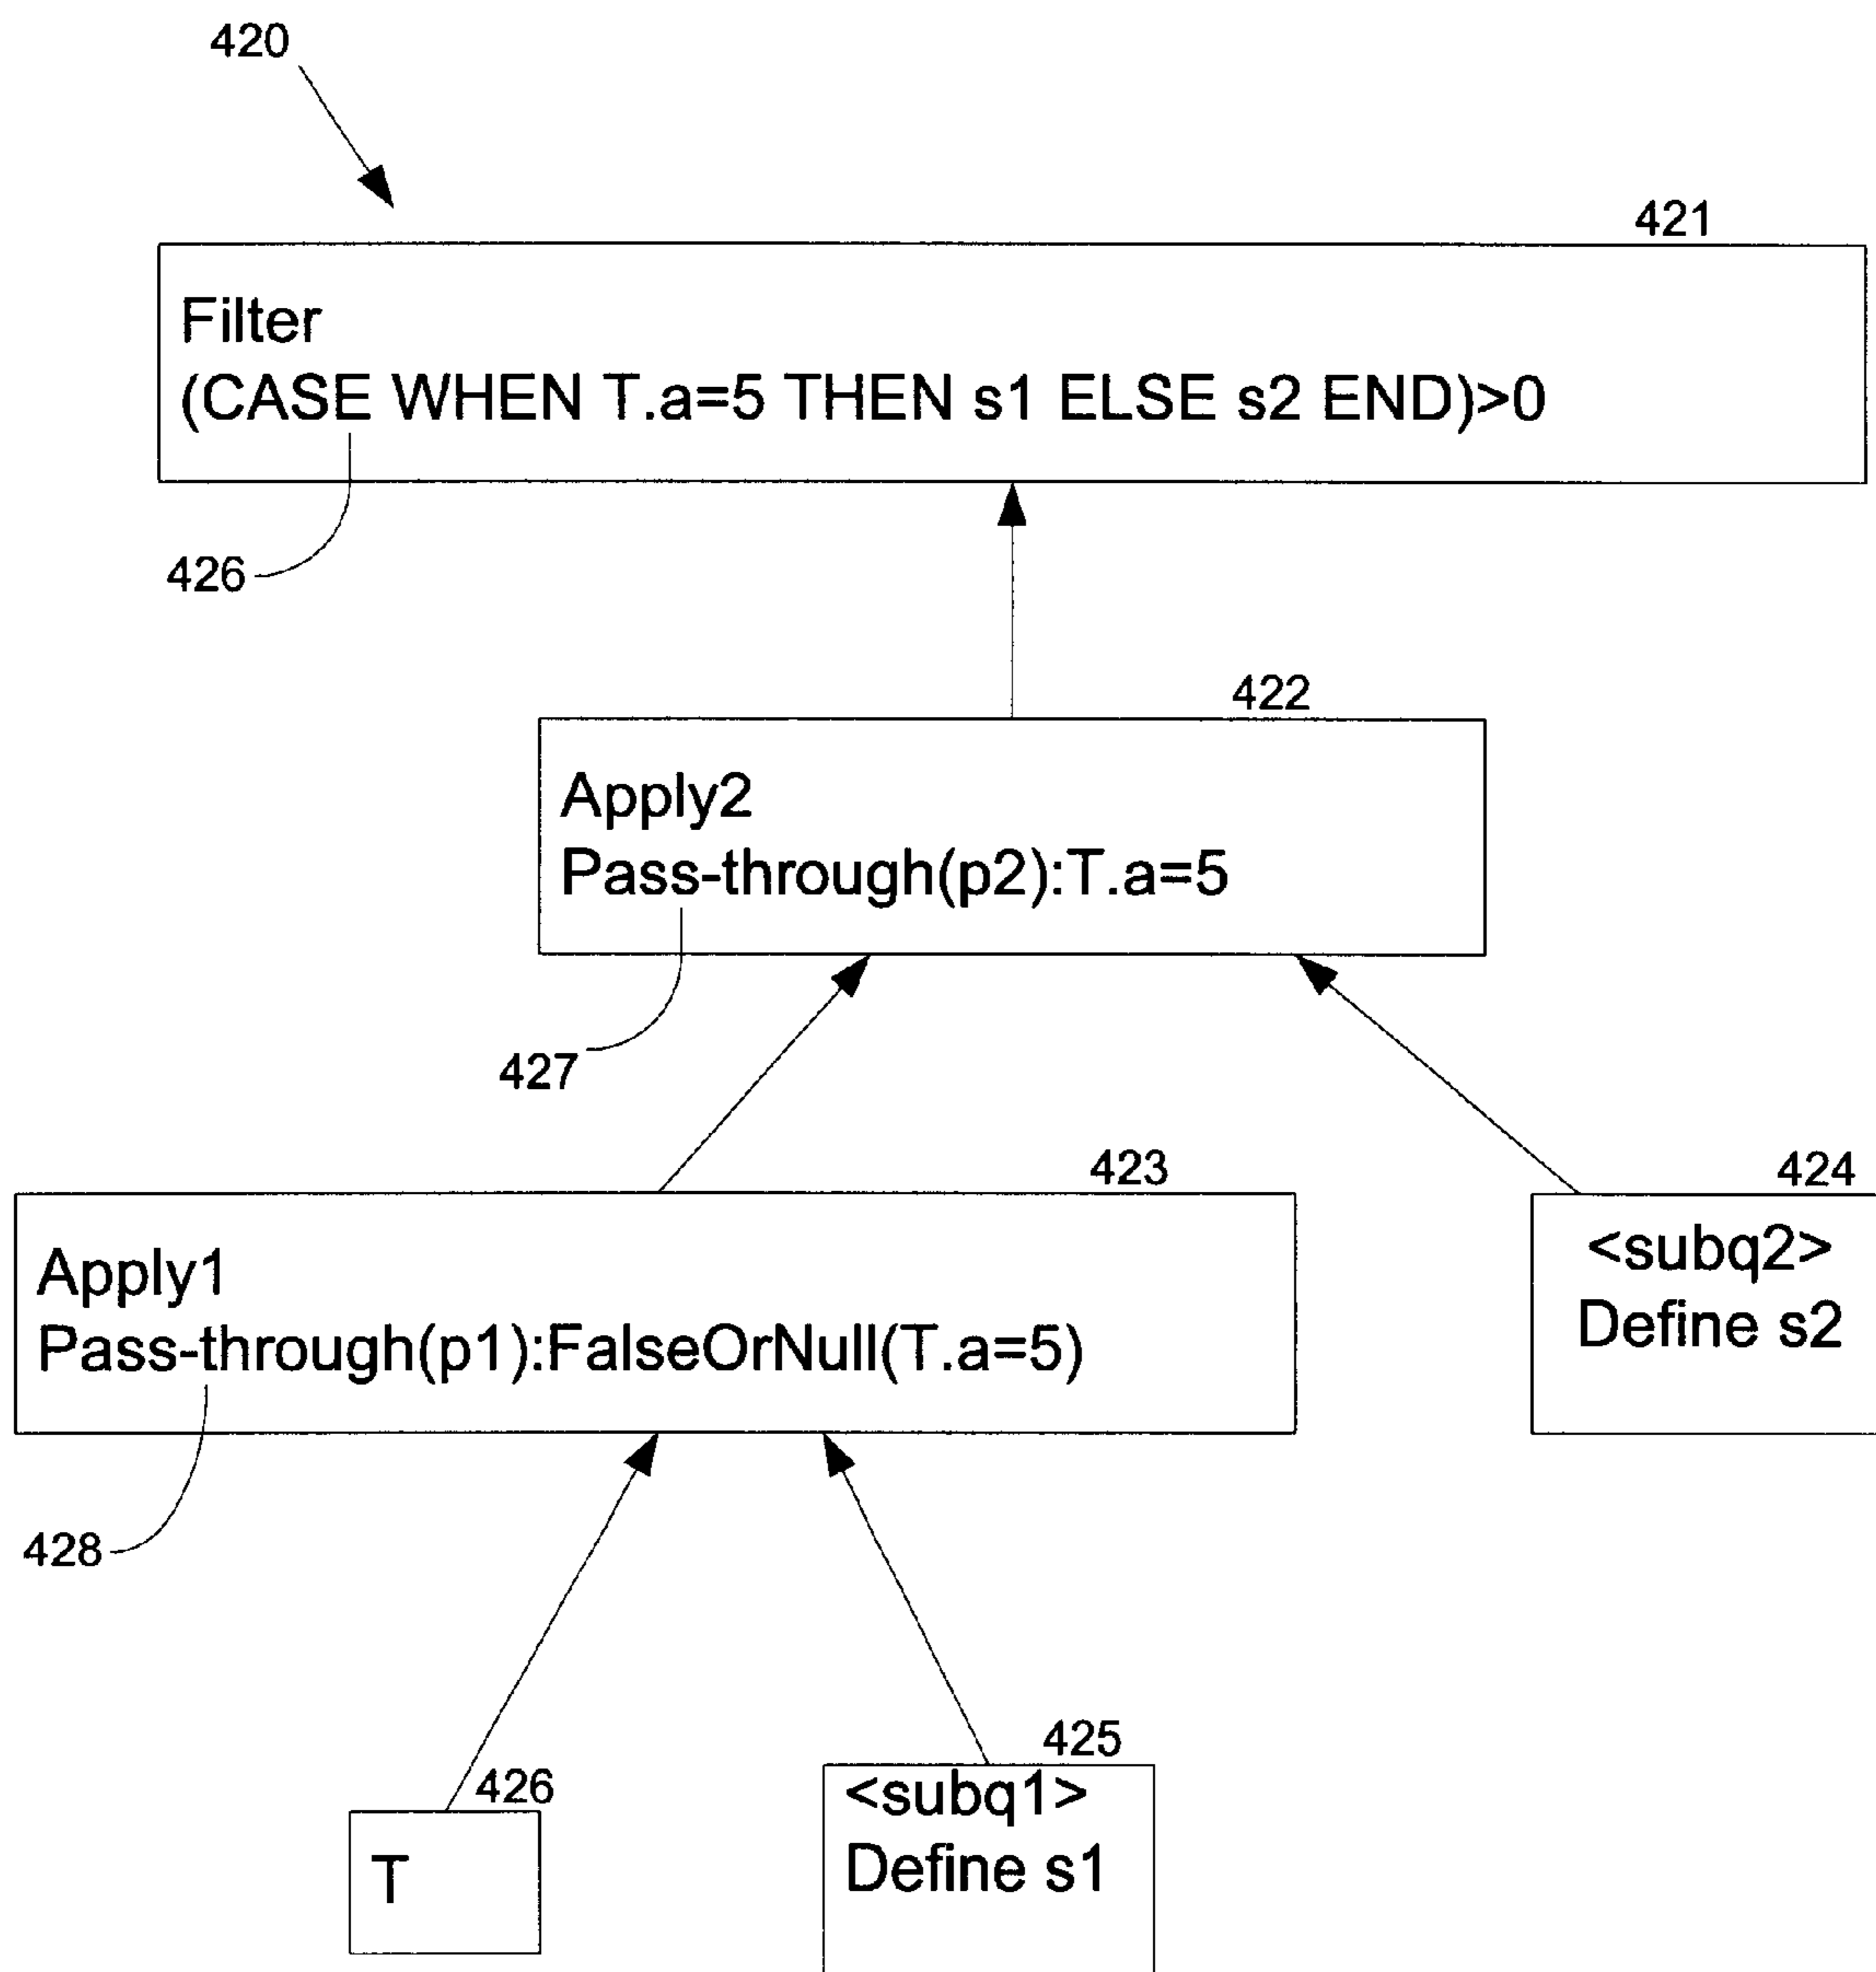 420
421
Filter
(CASE WHEN T.a=5 THEN s1 ELSE s2 END)>0
426
422
Apply2
Pass-through(p2):T.a=5
427
423
Apply1
Pass-through(p1):FalseOrNull(T.a=5)
428
424
<subq2>
Define s2
426
T
425
<subq1>
Define s1